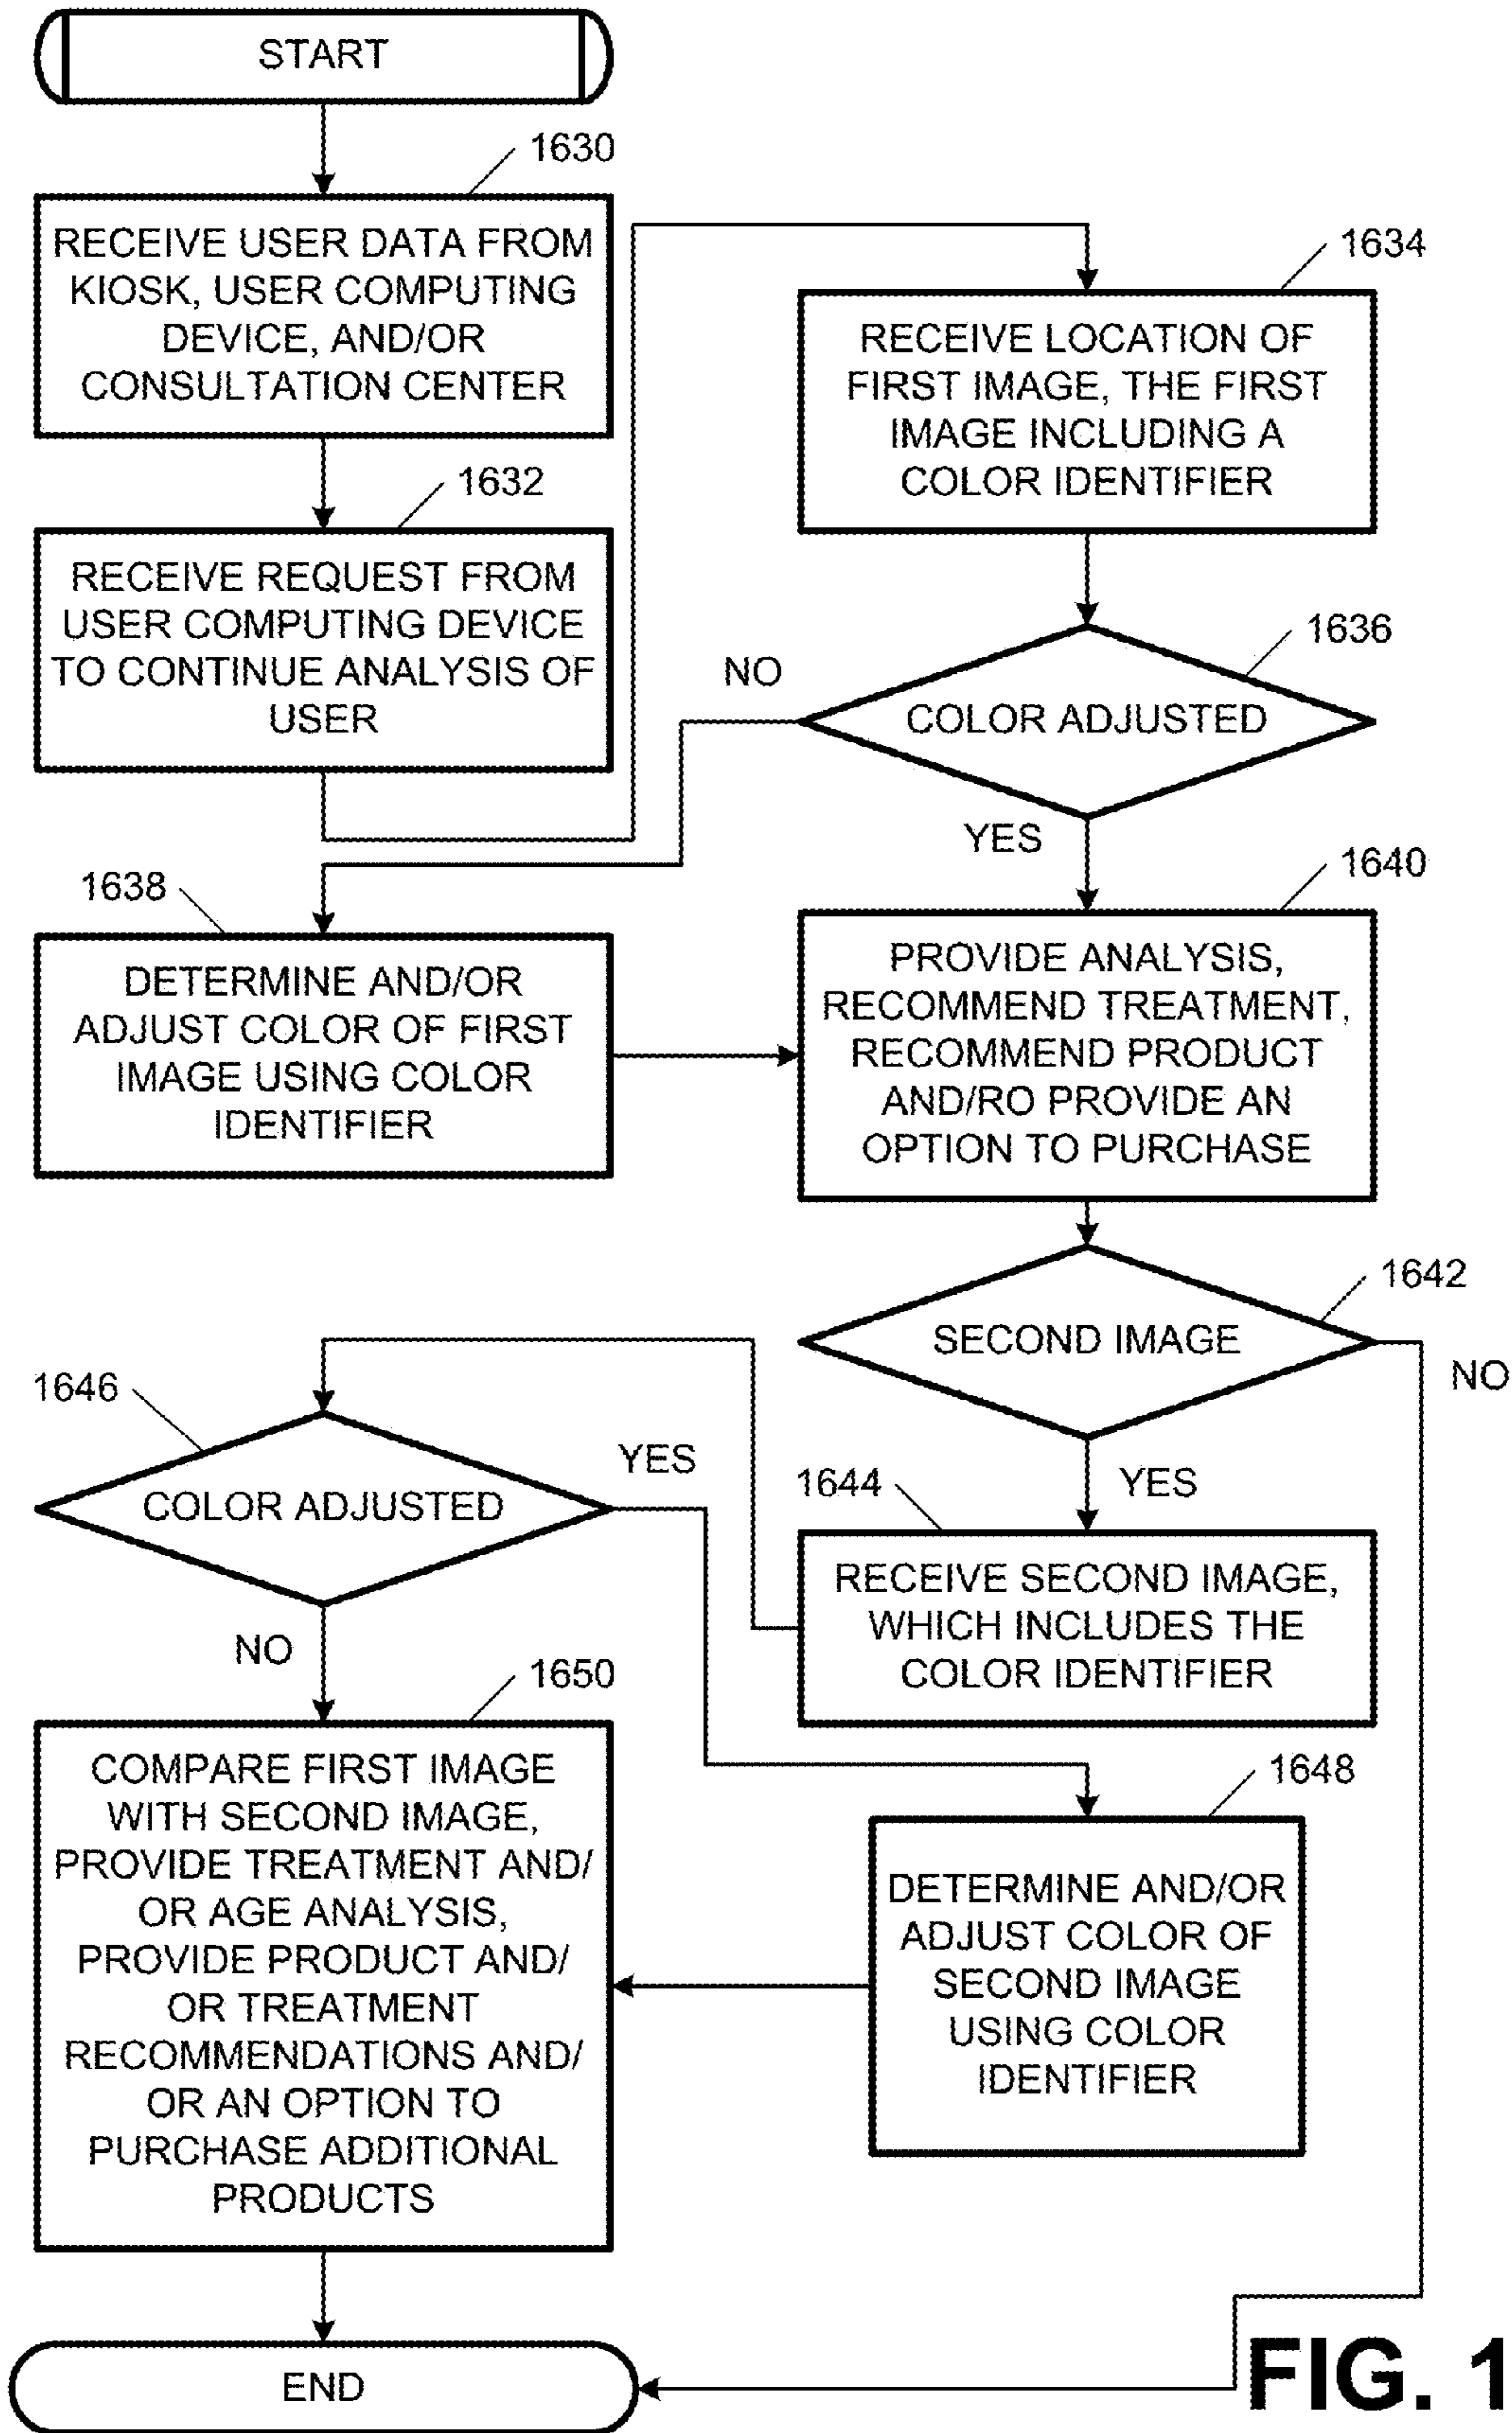 START
1630
RECEIVE USER DATA FROM
KIOSK, USER COMPUTING
DEVICE, AND/OR
CONSULTATION CENTER
1632
RECEIVE REQUEST FROM
USER COMPUTING DEVICE
TO CONTINUE ANALYSIS OF
USER
1634
RECEIVE LOCATION OF
FIRST IMAGE, THE FIRST
IMAGE INCLUDING A
COLOR IDENTIFIER
1636
COLOR ADJUSTED
NO
YES
1638
DETERMINE AND/OR
ADJUST COLOR OF FIRST
IMAGE USING COLOR
IDENTIFIER
1640
PROVIDE ANALYSIS,
RECOMMEND TREATMENT,
RECOMMEND PRODUCT
AND/RO PROVIDE AN
OPTION TO PURCHASE
1642
SECOND IMAGE
NO
YES
1644
RECEIVE SECOND IMAGE,
WHICH INCLUDES THE
COLOR IDENTIFIER
1646
COLOR ADJUSTED
YES
NO
1648
DETERMINE AND/OR
ADJUST COLOR OF
SECOND IMAGE
USING COLOR
IDENTIFIER
1650
COMPARE FIRST IMAGE
WITH SECOND IMAGE,
PROVIDE TREATMENT AND/
OR AGE ANALYSIS,
PROVIDE PRODUCT AND/
OR TREATMENT
RECOMMENDATIONS AND/
OR AN OPTION TO
PURCHASE ADDITIONAL
PRODUCTS
END
FIG. 1